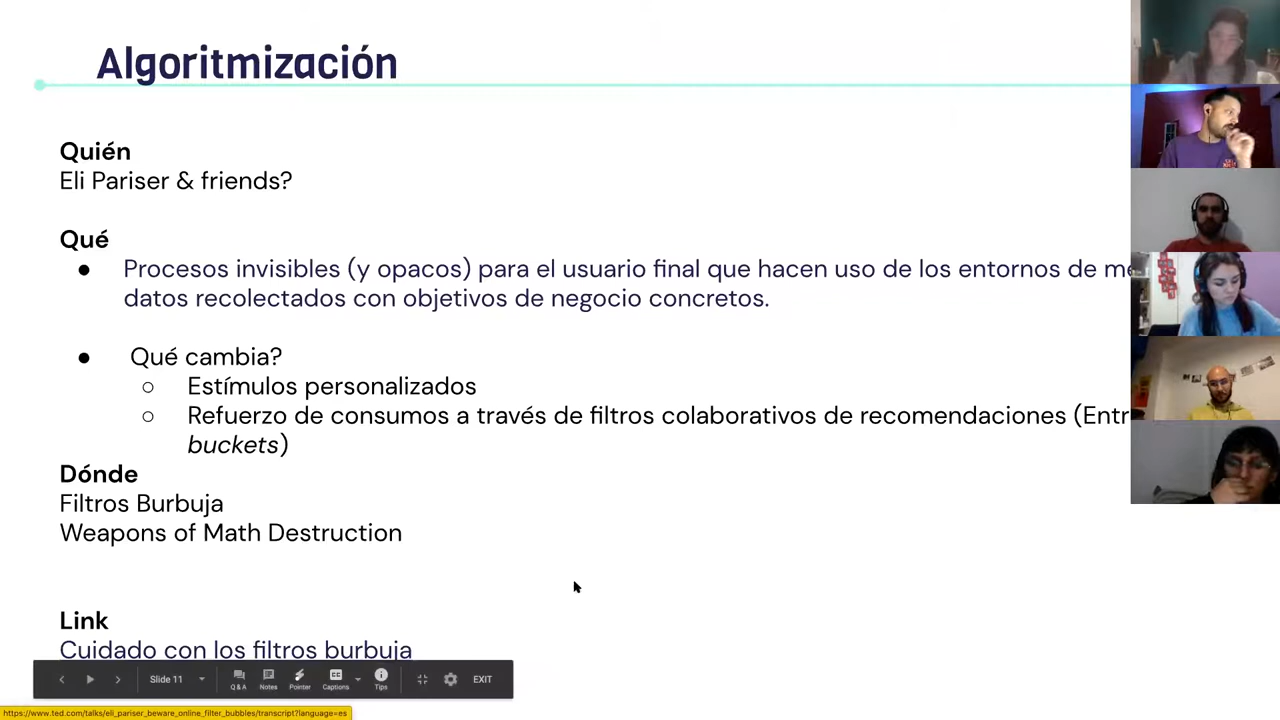 Algoritmización
Quién
Eli Pariser & friends?
Qué
● Procesos invisibles (y opacos) para el usuario final que hacen uso de los entornos de
datos recolectados con objetivos de negocio concretos.
● Qué cambia?
○ Estímulos personalizados
○ Refuerzo de consumos a través de filtros colaborativos de recomendaciones
buckets)
Dónde
Filtros Burbuja
Weapons of Math Destruction
Link
Cuidado con los filtros burbuja
Slide 11
Q & A
Notes
Pointer
CC
Captions
Tips
EXIT
https://www.ted.com/talks/eli_pariser_beware_online_filter_bubbles/transcript?language=es